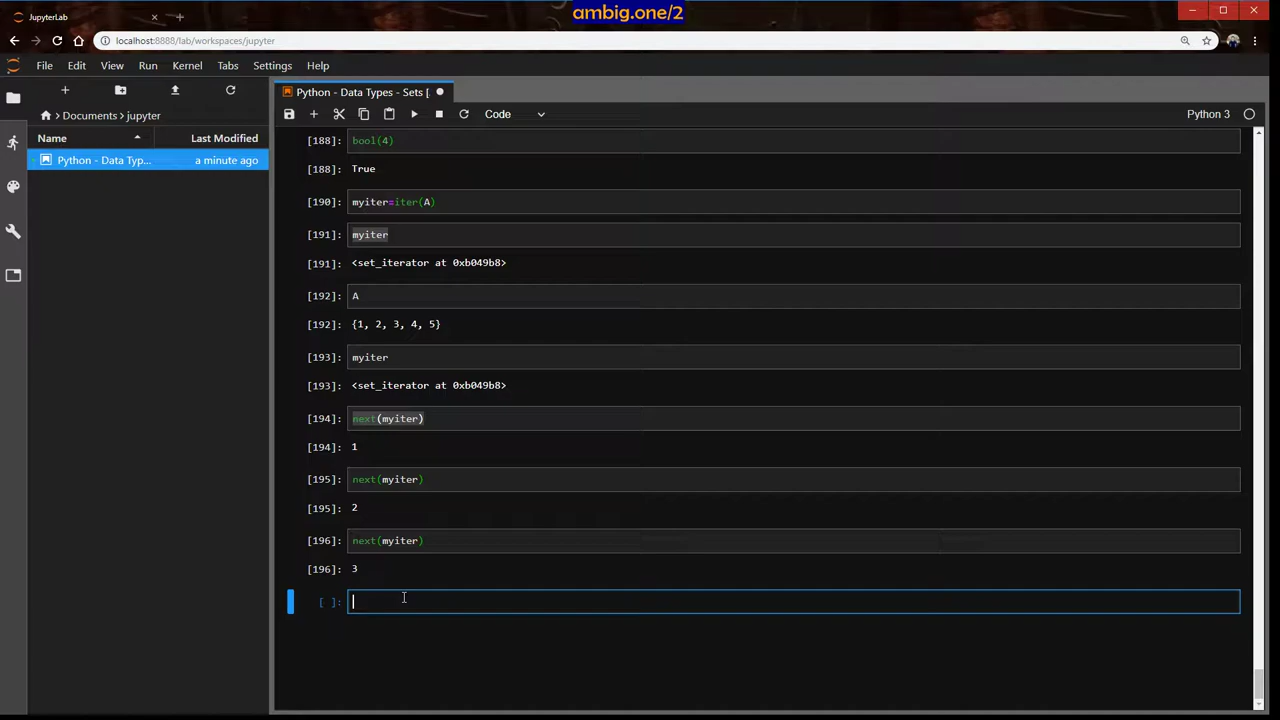 JupyterLab
ambig.one/2
localhost:8888/lab/workspaces/jupyter
File Edit View Run Kernel Tabs Settings Help
Documents jupyter
Name Last Modified
Python - Data Typ... a minute ago
Python - Data Types - Sets [
Code
Python 3
[188]: bool(4)
[188]: True
[190]: myiter=iter(A)
[191]: myiter
[191]: <set_iterator at 0xb049b8>
[192]: A
[192]: {1, 2, 3, 4, 5}
[193]: myiter
[193]: <set_iterator at 0xb049b8>
[194]: next(myiter)
[194]: 1
[195]: next(myiter)
[195]: 2
[196]: next(myiter)
[196]: 3
[ ]: